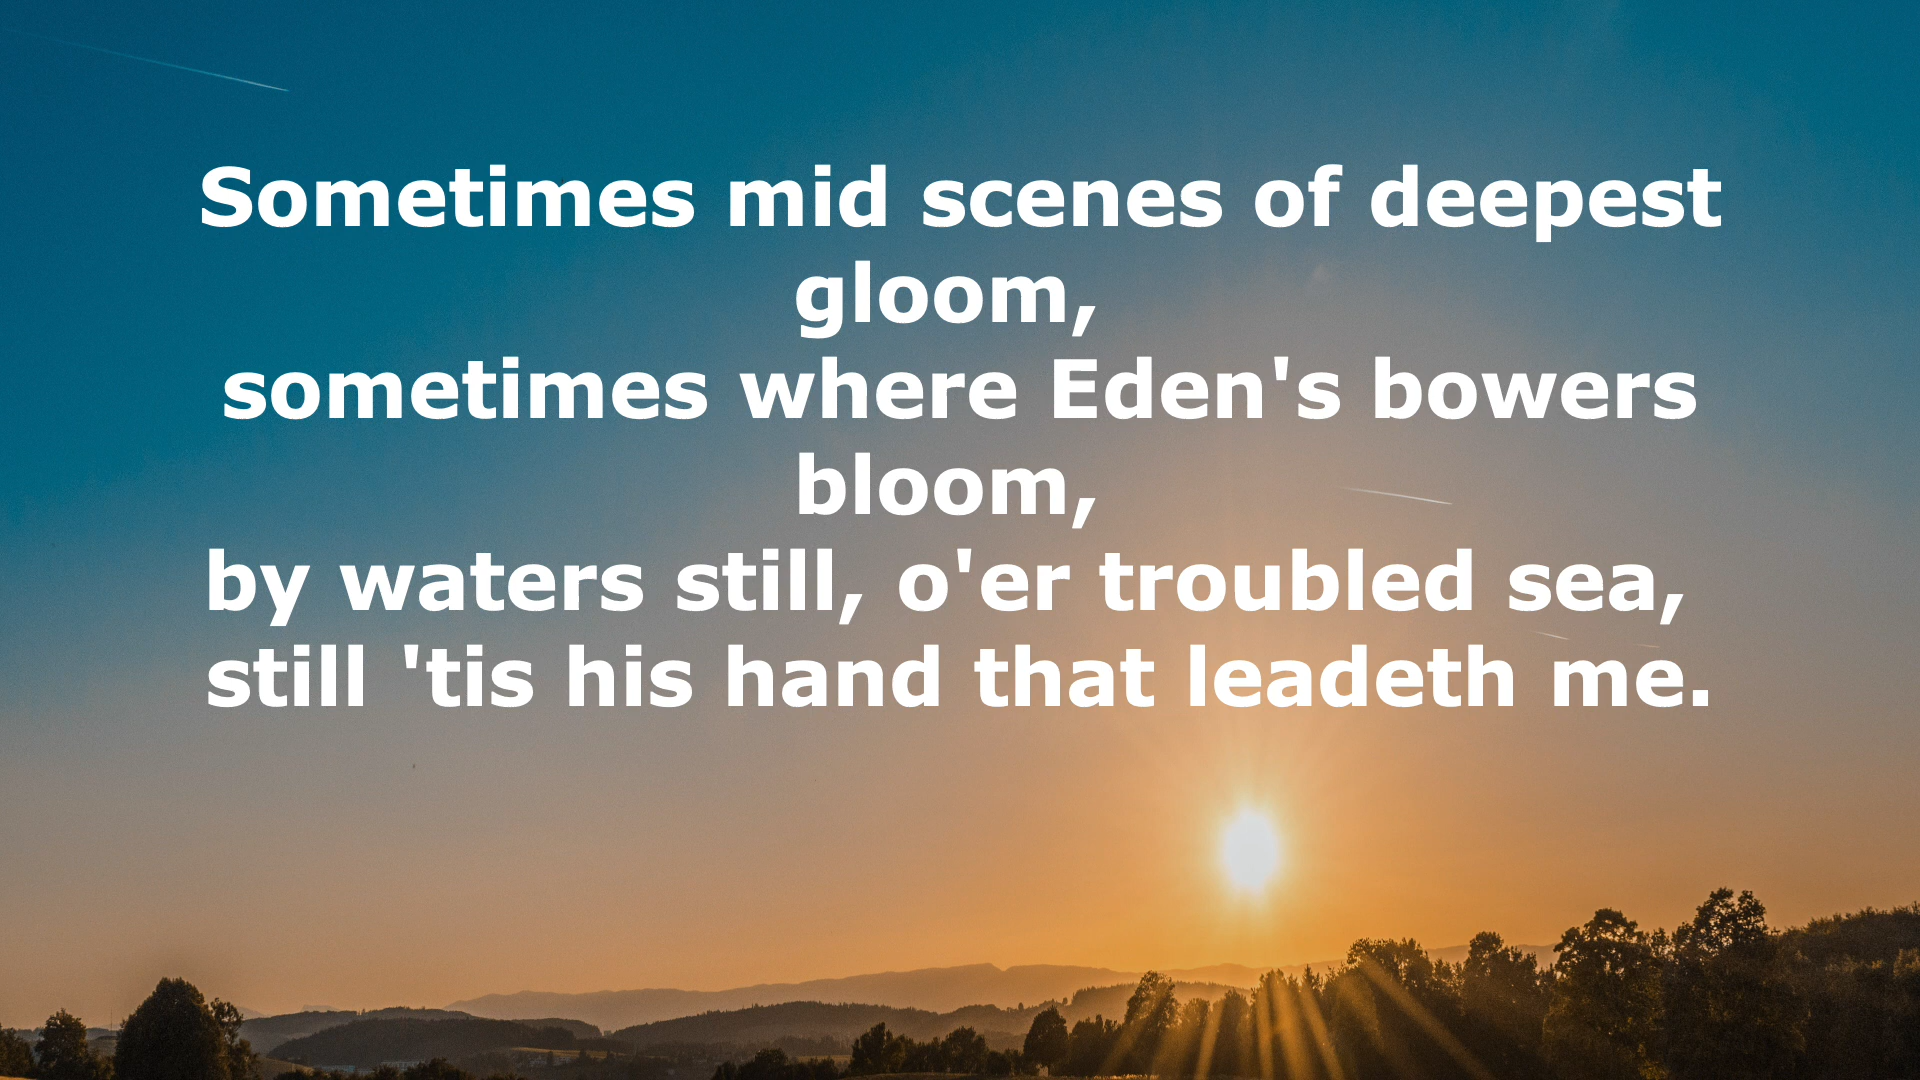 Sometimes mid scenes of deepest
gloom,
sometimes where Eden's bowers
bloom,
by waters still, o'er troubled sea,
still 'tis his hand that leadeth me.